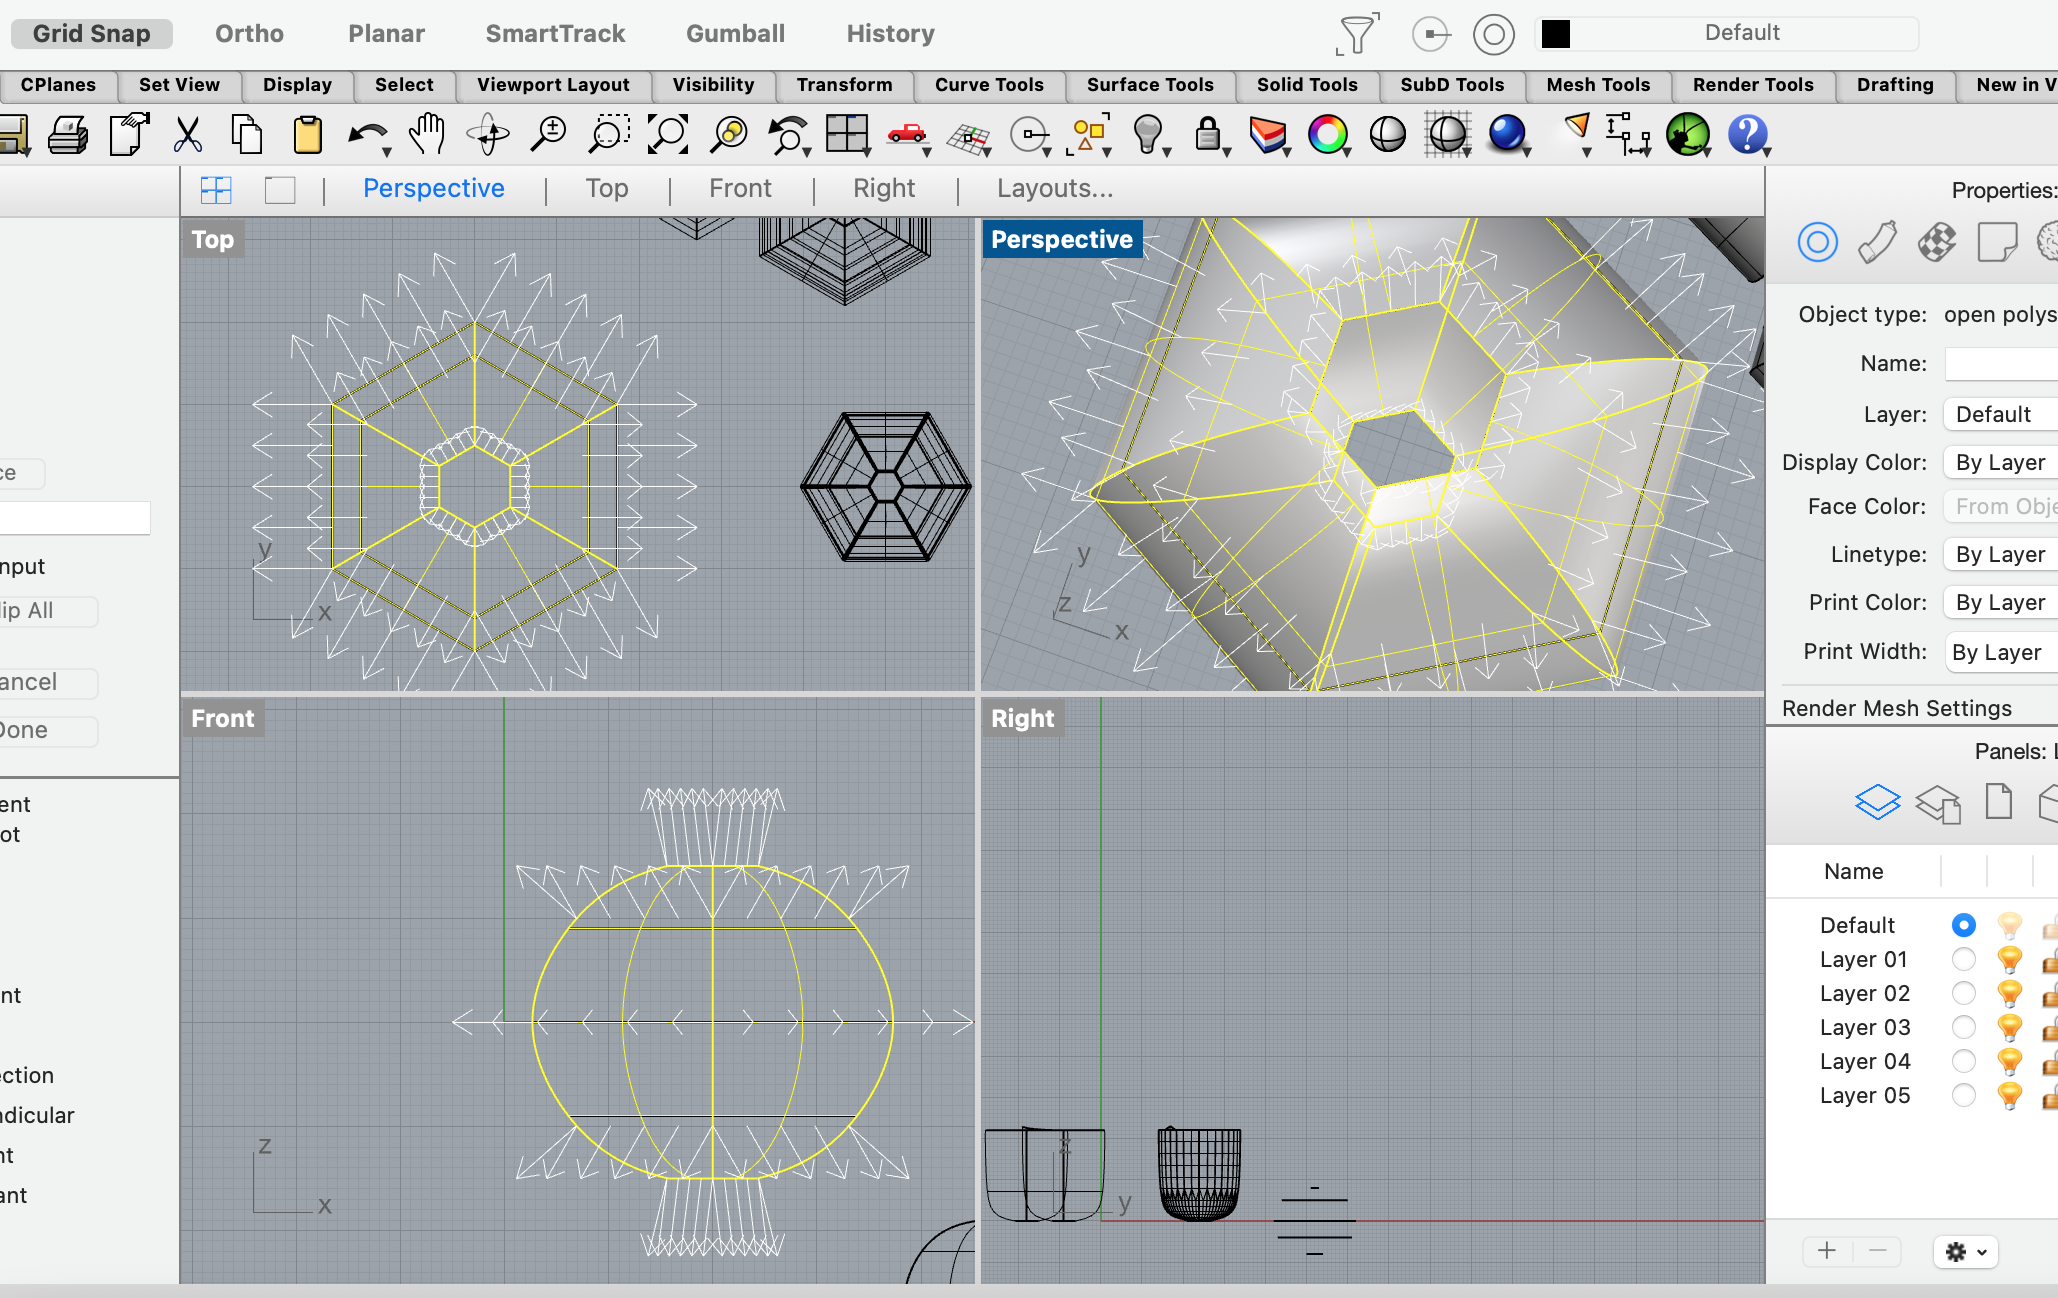 Grid Snap Ortho Planar SmartTrack Gumball History Default
CPlanes Set View Display Select Viewport Layout Visibility Transform Curve Tools Surface Tools Solid Tools SubD Tools Mesh Tools Render Tools Drafting New in V
Perspective Top Front Right Layouts...
Properties:
Top
Perspective
Object type: open polys
Name:
Layer: Default
Display Color: By Layer
Face Color: From Obje
Linetype: By Layer
Print Color: By Layer
Print Width: By Layer
Render Mesh Settings
ce
nput
lip All
ancel
Done
y
x
y
z
x
Front
Right
z
x
z
y
Panels: L
ent
ot
nt
ection
ndicular
nt
ant
Name
Default
Layer 01
Layer 02
Layer 03
Layer 04
Layer 05